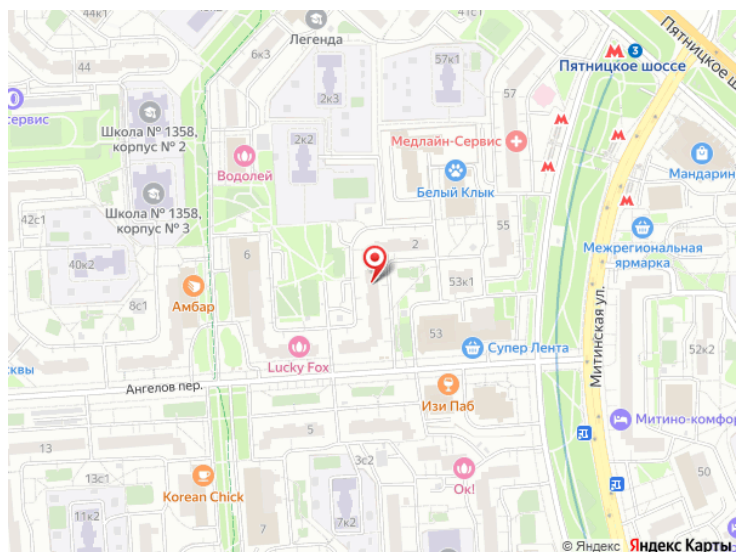 41с1
Легенда
6к3
57к1
3
Пятницкое шоссе
Пятницкое ш
44
2к3
57
сервис
Школа № 1358,
корпус № 2
2к2
Медлайн-Сервис
Водолей
Белый Клык
Мандарин
Школа № 1358,
корпус № 3
42с1
55
2
6
Межрегиональная
ярмарка
40к2
53к1
8с1
Амбар
Митинская ул.
53
Супер Лента
Lucky Fox
52к2
квы
Ангелов пер.
Изи Паб
Митино-комфор
13
5
3с2
13с1
Ок!
50
Korean Chick
11к2
7
7к2
© Яндекс Яндекс Карты